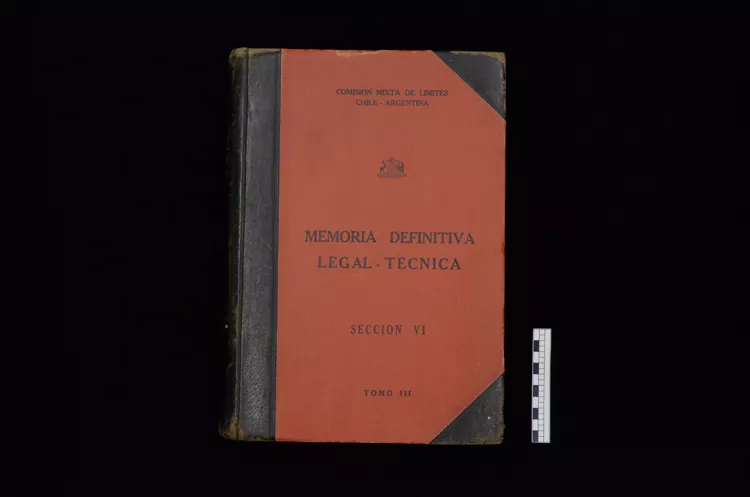 COMISION MIXTA DE LIMITES
CHILE - ARGENTINA
MEMORIA DEFINITIVA
LEGAL - TECNICA
SECCION VI
TOMO III